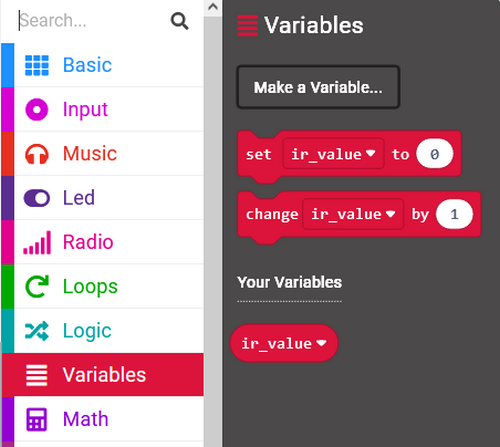 Search...
Basic
Input
Music
Led
Radio
Loops
Logic
Variables
Math
Variables
Make a Variable...
set ir_value to 0
change ir_value by 1
Your Variables
ir_value